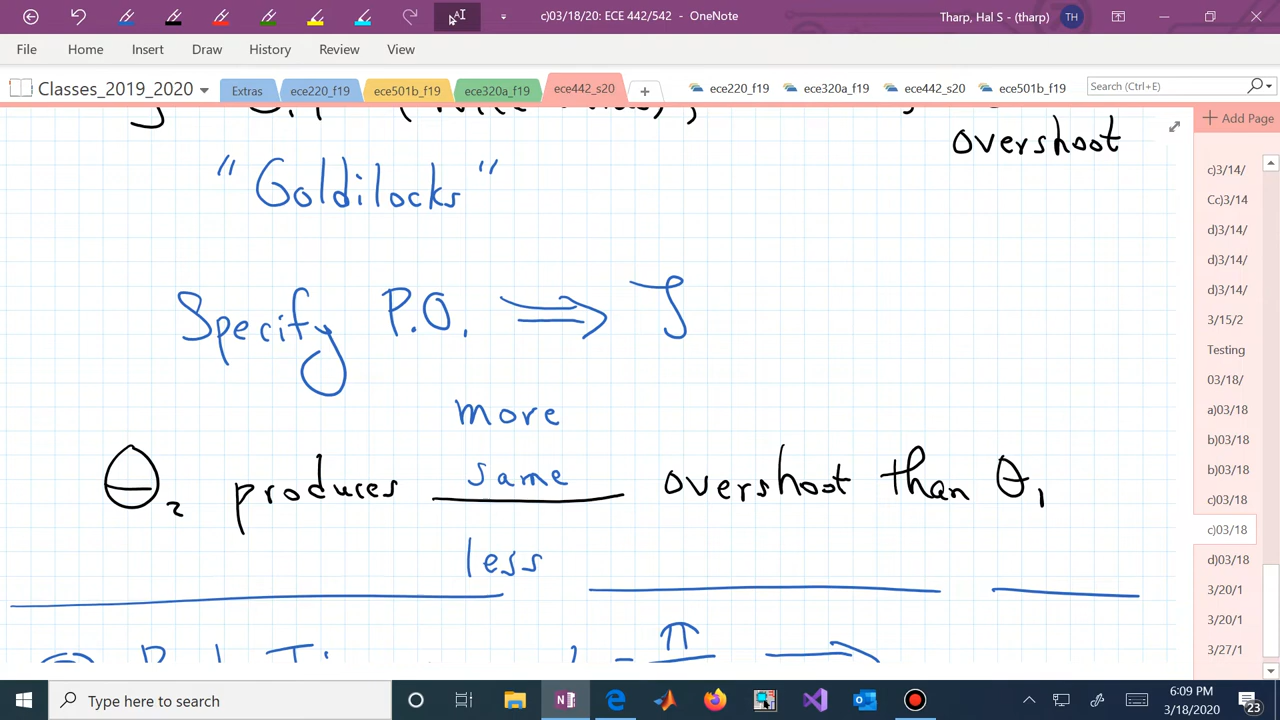 c)03/18/20: ECE 442/542 - OneNote
Tharp, Hal S - (tharp)
TH
File Home Insert Draw History Review View
Classes_2019_2020
Extras ece220_f19 ece501b_f19 ece320a_f19 ece442_s20
ece220_f19 ece320a_f19 ece442_s20 ece501b_f19
Search (Ctrl+E)
Add Page
overshoot
"Goldilocks"
Specify P.O. ⟹ ζ
more
same
θ₂ produces overshoot than θ₁
less
π
c)3/14/
Cc)3/14
d)3/14/
d)3/14/
d)3/14/
3/15/2
Testing
03/18/
a)03/18
b)03/18
b)03/18
c)03/18
c)03/18
d)03/18
3/20/1
3/20/1
3/27/1
Type here to search
6:09 PM
3/18/2020
23